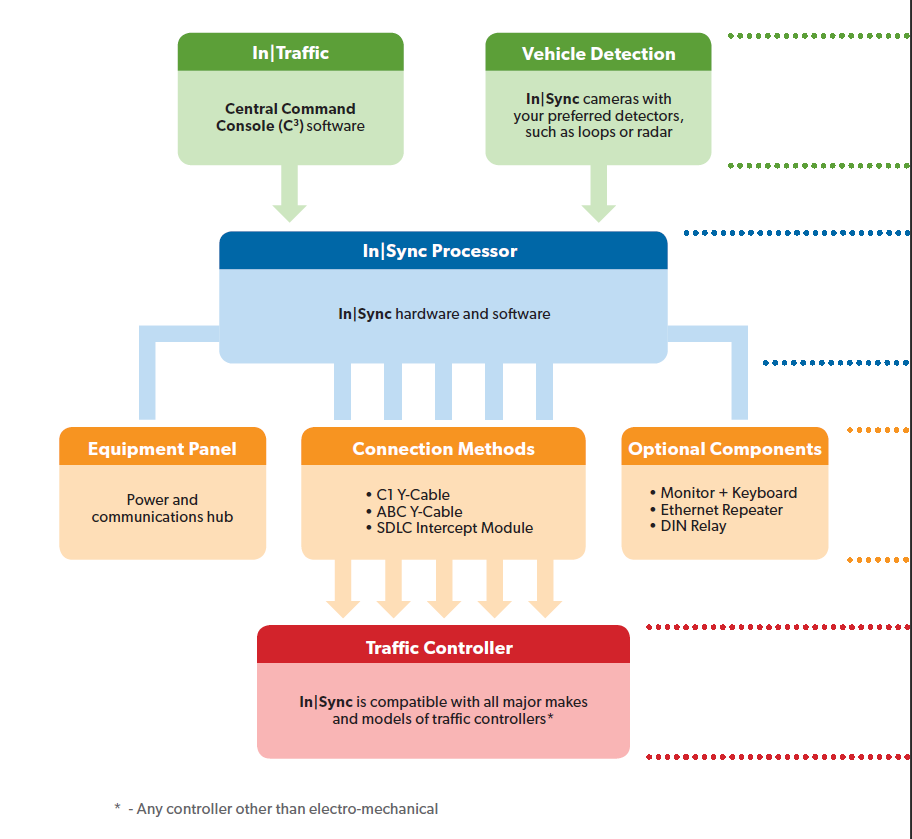 In|Traffic
Central Command
Console (C³) software
Vehicle Detection
In|Sync cameras with
your preferred detectors,
such as loops or radar
In|Sync Processor
In|Sync hardware and software
Equipment Panel
Power and
communications hub
Connection Methods
• C1 Y-Cable
• ABC Y-Cable
• SDLC Intercept Module
Optional Components
• Monitor + Keyboard
• Ethernet Repeater
• DIN Relay
Traffic Controller
In|Sync is compatible with all major makes
and models of traffic controllers*
* - Any controller other than electro-mechanical